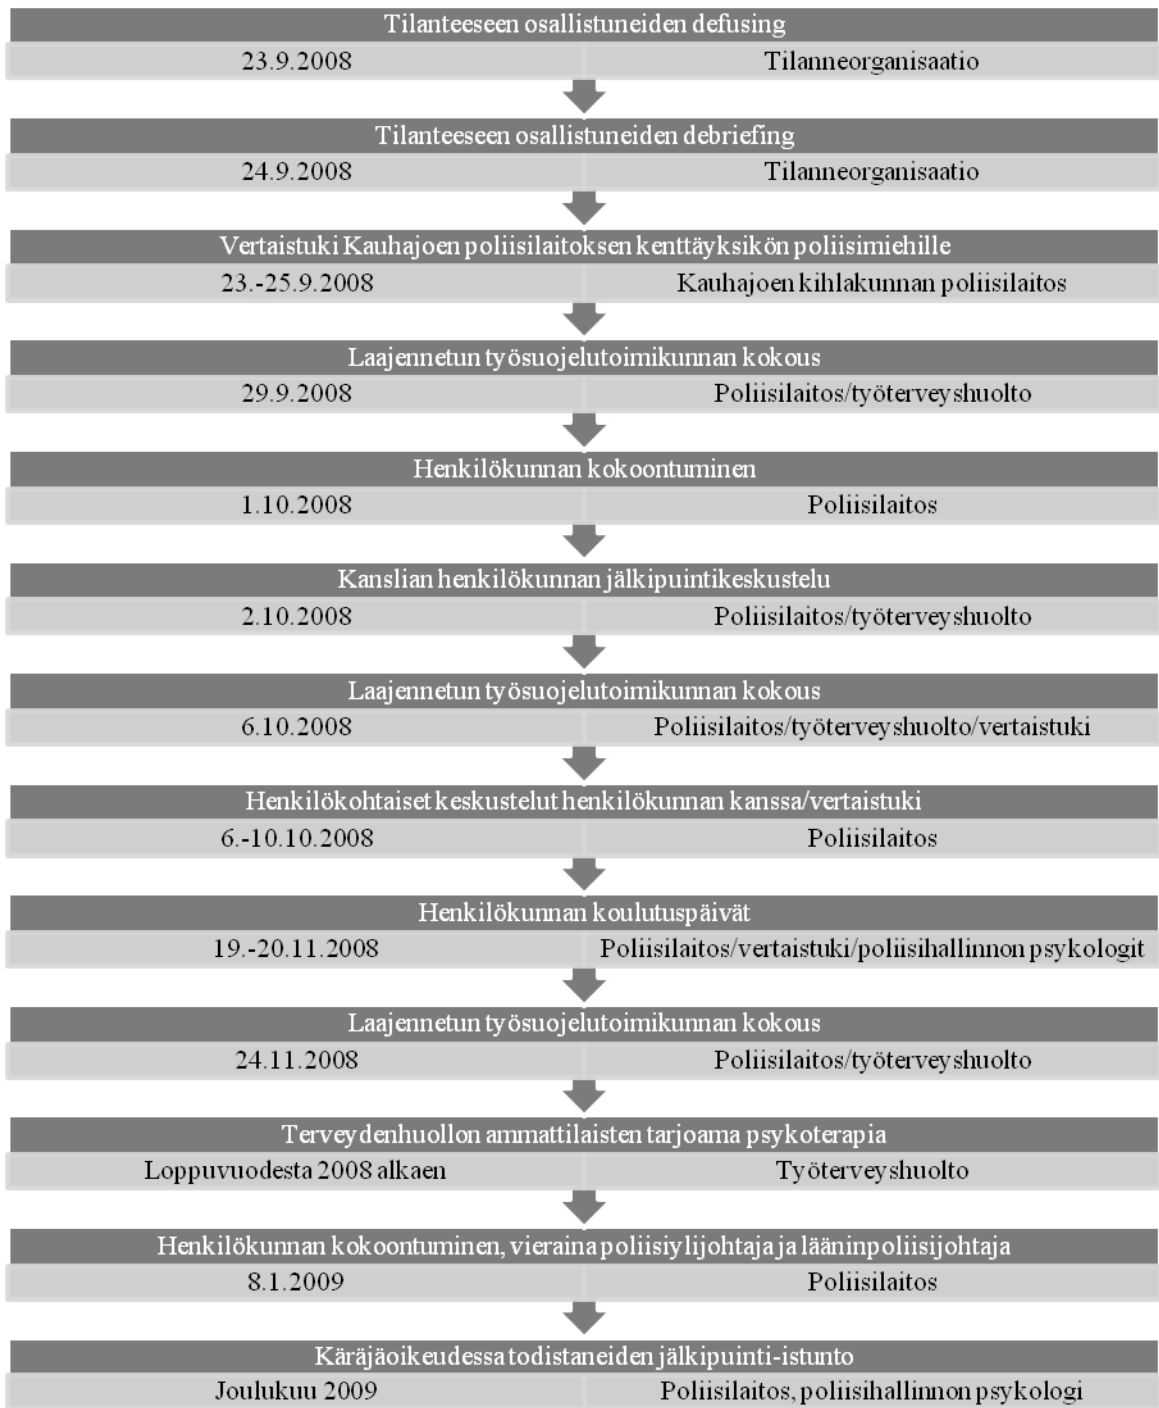 Tilanteeseen osallistuneiden defusing
23.9.2008 Tilanneorganisaatio
Tilanteeseen osallistuneiden debriefing
24.9.2008 Tilanneorganisaatio
Vertaistuki Kauhajoen poliisilaitoksen kenttäyksikön poliisimiehille
23.-25.9.2008 Kauhajoen kihlakunnan poliisilaitos
Laajennetun työsuojelutoimikunnan kokous
29.9.2008 Poliisilaitos/työterveyshuolto
Henkilökunnan kokoontuminen
1.10.2008 Poliisilaitos
Kanslian henkilökunnan jälkipuintikeskustelu
2.10.2008 Poliisilaitos/työterveyshuolto
Laajennetun työsuojelutoimikunnan kokous
6.10.2008 Poliisilaitos/työterveyshuolto/vertaistuki
Henkilökohtaiset keskustelut henkilökunnan kanssa/vertaistuki
6.-10.10.2008 Poliisilaitos
Henkilökunnan koulutuspäivät
19.-20.11.2008 Poliisilaitos/vertaistuki/poliisihallinnon psykologit
Laajennetun työsuojelutoimikunnan kokous
24.11.2008 Poliisilaitos/työterveyshuolto
Terveydenhuollon ammattilaisten tarjoama psykoterapia
Loppuvuodesta 2008 alkaen Työterveyshuolto
Henkilökunnan kokoontuminen, vieraina poliisiylijohtaja ja lääninpoliisijohtaja
8.1.2009 Poliisilaitos
Käräjäoikeudessa todistaneiden jälkipuinti-istunto
Joulukuu 2009 Poliisilaitos, poliisihallinnon psykologi